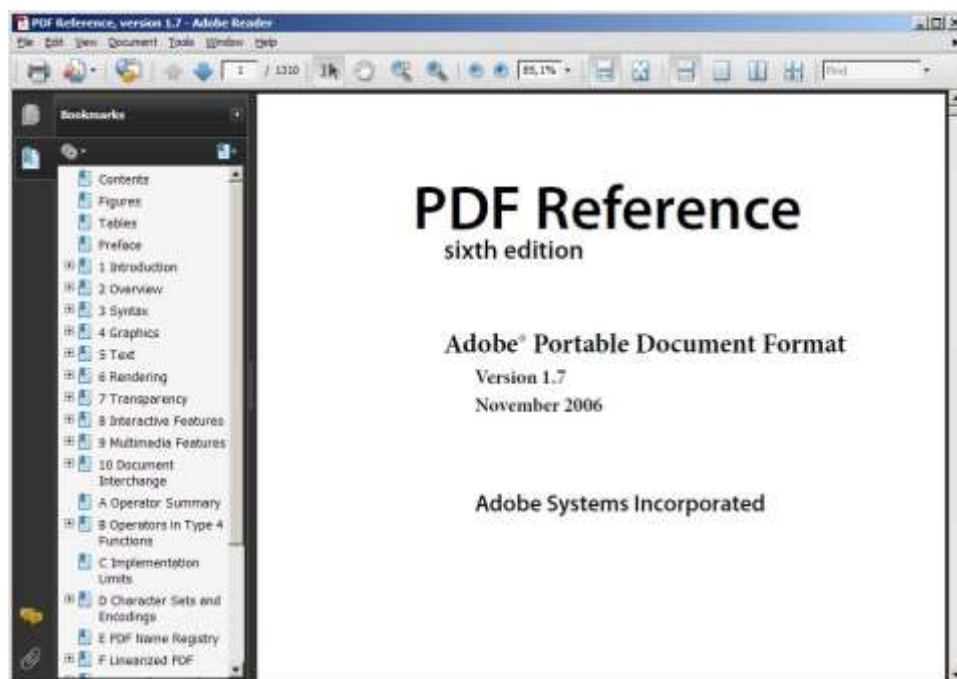 PDF Reference, version 1.7 - Adobe Reader
File Edit View Document Tools Window Help
1 / 1310 85,1% Find
Bookmarks
Contents
Figures
Tables
Preface
1 Introduction
2 Overview
3 Syntax
4 Graphics
5 Text
6 Rendering
7 Transparency
8 Interactive Features
9 Multimedia Features
10 Document
Interchange
A Operator Summary
B Operators in Type 4
Functions
C Implementation
Limits
D Character Sets and
Encodings
E PDF Name Registry
F Linearized PDF
PDF Reference
sixth edition
Adobe® Portable Document Format
Version 1.7
November 2006
Adobe Systems Incorporated